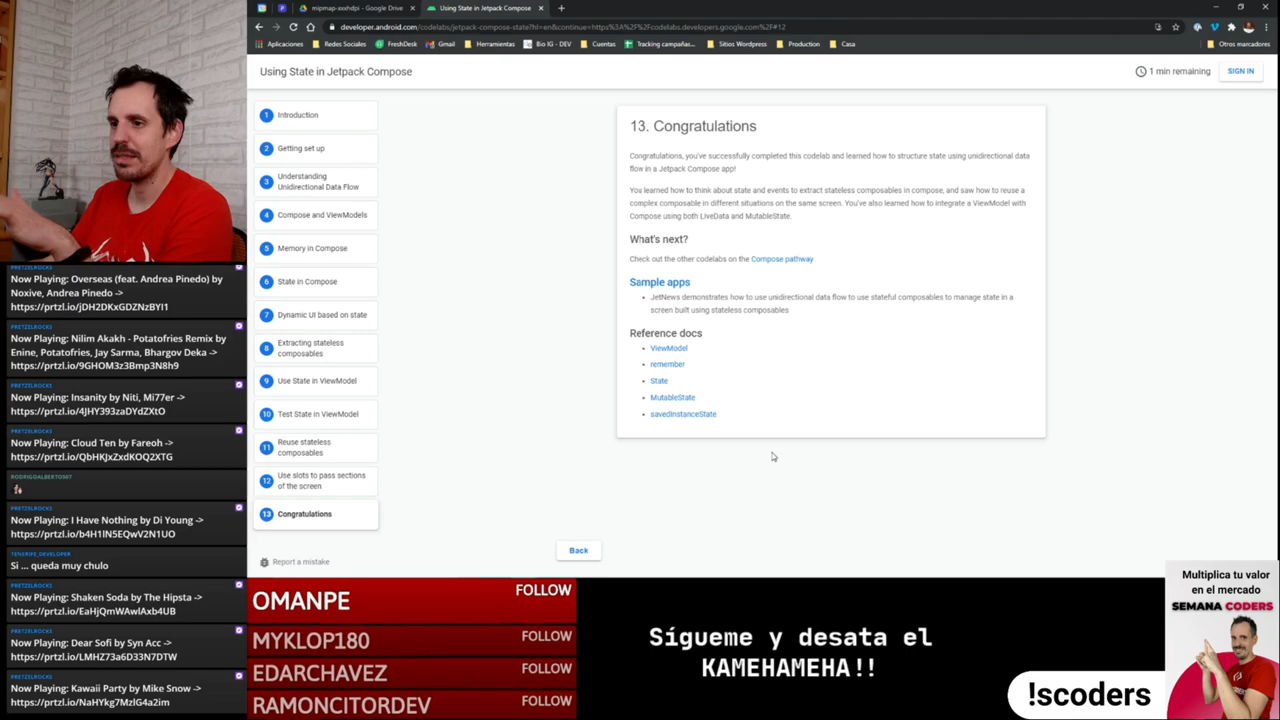 mipmap-xxhdpi - Google Drive
Using State in Jetpack Compose
developer.android.com/codelabs/jetpack-compose-state?hl=en&continue=https%3A%2F%2Fcodelabs.developers.google.com%2F#12
Aplicaciones
Redes Sociales
FreshDesk
Gmail
Herramientas
Bio IG - DEV
Cuentas
Tracking campañas...
Sitios Wordpress
Production
Casa
Otros marcadores
Using State in Jetpack Compose
1 min remaining
SIGN IN
1 Introduction
2 Getting set up
3 Understanding
Unidirectional Data Flow
4 Compose and ViewModels
5 Memory in Compose
6 State in Compose
7 Dynamic UI based on state
8 Extracting stateless
composables
9 Use State in ViewModel
10 Test State in ViewModel
11 Reuse stateless
composables
12 Use slots to pass sections
of the screen
13 Congratulations
Report a mistake
13. Congratulations
Congratulations, you've successfully completed this codelab and learned how to structure state using unidirectional data
flow in a Jetpack Compose app!
You learned how to think about state and events to extract stateless composables in compose, and saw how to reuse a
complex composable in different situations on the same screen. You've also learned how to integrate a ViewModel with
Compose using both LiveData and MutableState.
What's next?
Check out the other codelabs on the Compose pathway
Sample apps
• JetNews demonstrates how to use unidirectional data flow to use stateful composables to manage state in a
screen built using stateless composables
Reference docs
• ViewModel
• remember
• State
• MutableState
• savedInstanceState
Back
PRETZELROCKS
Now Playing: Overseas (feat. Andrea Pinedo) by
Noxive, Andrea Pinedo ->
https://prtzl.io/JpHZDKxGDZNzBYI1
PRETZELROCKS
Now Playing: Nilim Akakh - Potatofries Remix by
Enine, Potatofries, Jay Sarma, Bhargov Deka ->
https://prtzl.io/9GHOM3z3Bmp3N8h9
PRETZELROCKS
Now Playing: Insanity by Niti, Mi77er ->
https://prtzl.io/4JHY393zaDYdZXtO
PRETZELROCKS
Now Playing: Cloud Ten by Fareoh ->
https://prtzl.io/QbHKJxZxdKOQ2XTG
RODRIGOALBERTO507
PRETZELROCKS
Now Playing: I Have Nothing by Di Young ->
https://prtzl.io/b4H1lN5EQwV2N1UO
TENERIFE_DEVELOPER
Si ... queda muy chulo
PRETZELROCKS
Now Playing: Shaken Soda by The Hipsta ->
https://prtzl.io/EaHjQmWAwlAxb4UB
PRETZELROCKS
Now Playing: Dear Sofi by Syn Acc ->
https://prtzl.io/LMHZ73a6D33N7DTW
PRETZELROCKS
Now Playing: Kawaii Party by Mike Snow ->
https://prtzl.io/NaHYkg7MzlG4a2im
OMANPE FOLLOW
MYKLOP180 FOLLOW
EDARCHAVEZ FOLLOW
RAMONCITORDEV FOLLOW
Sígueme y desata el
KAMEHAMEHA!!
Multiplica tu valor
en el mercado
SEMANA CODERS
!scoders